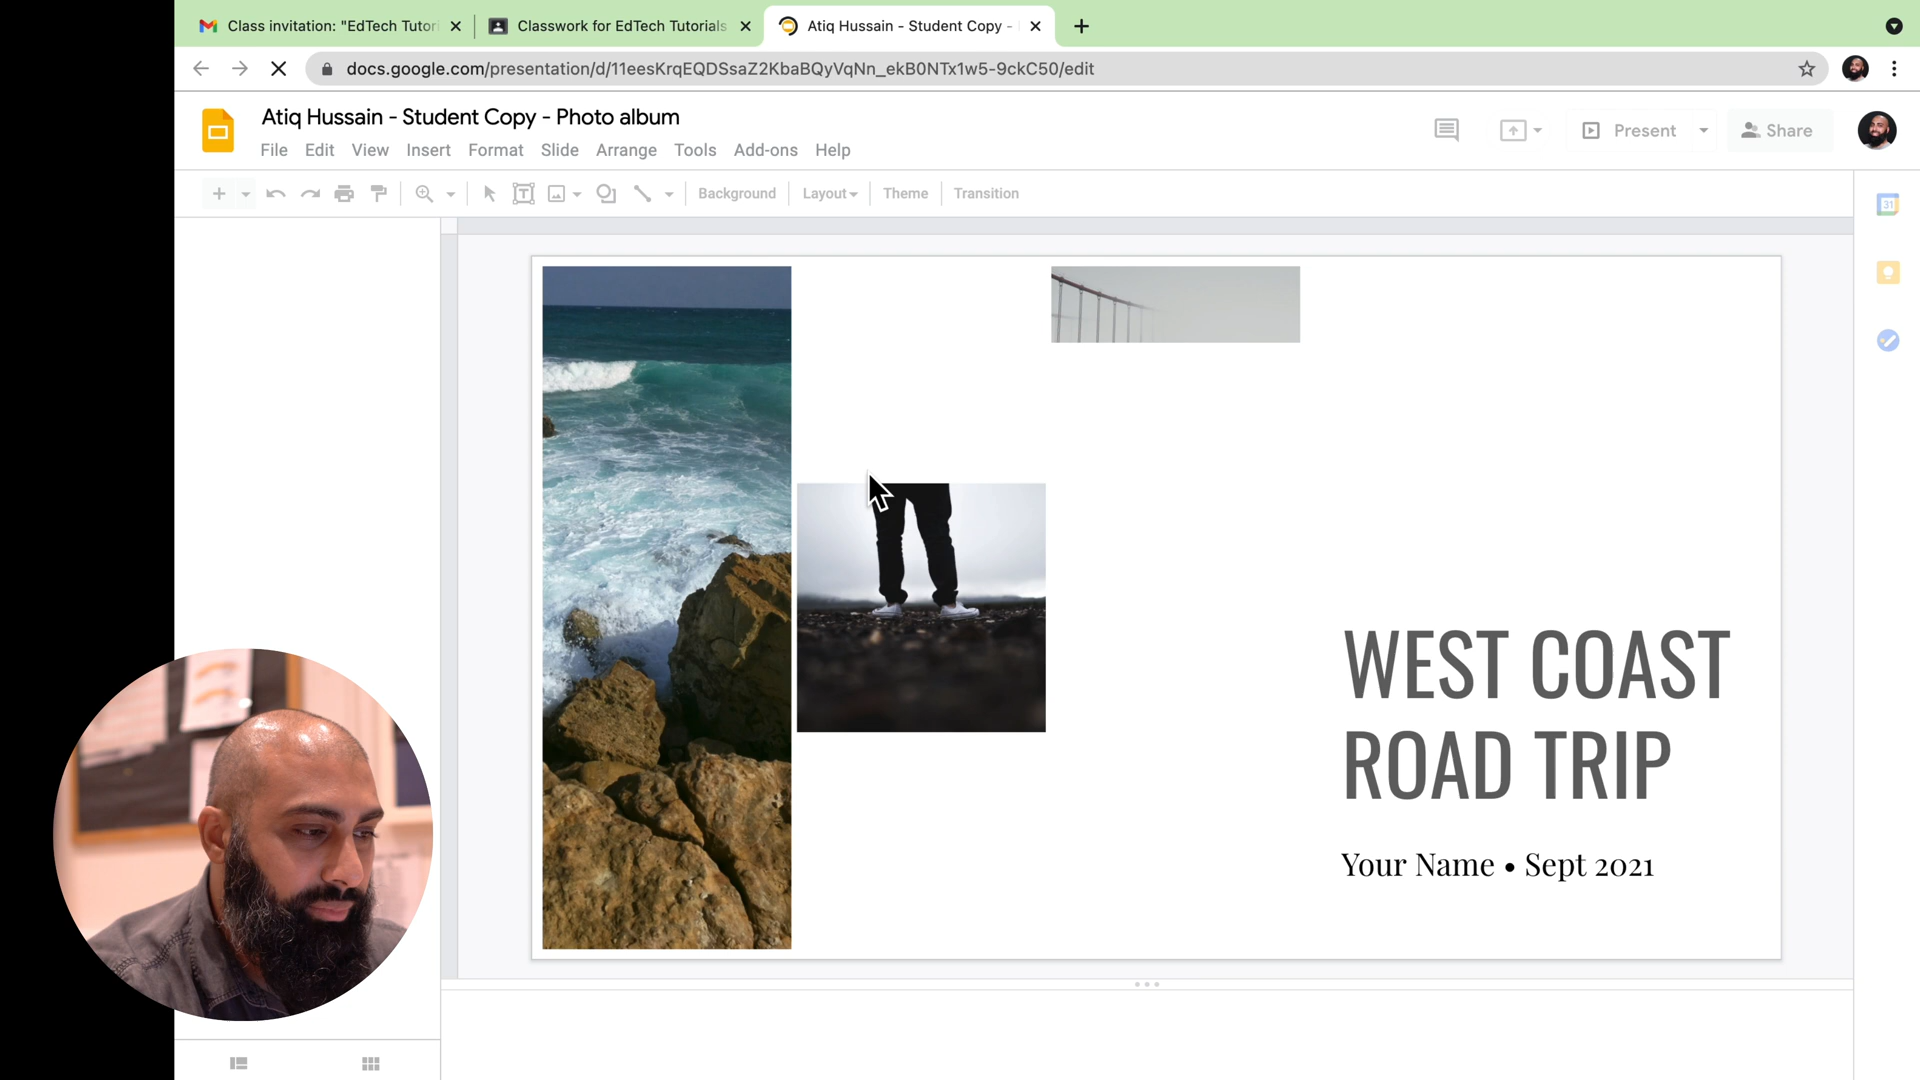 Class invitation: "EdTech Tutori
Classwork for EdTech Tutorials
Atiq Hussain - Student Copy -
docs.google.com/presentation/d/11eesKrqEQDSsaZ2KbaBQyVqNn_ekB0NTx1w5-9ckC50/edit
Atiq Hussain - Student Copy - Photo album
File Edit View Insert Format Slide Arrange Tools Add-ons Help
Present
Share
Background Layout Theme Transition
31
WEST COAST
ROAD TRIP
Your Name • Sept 2021